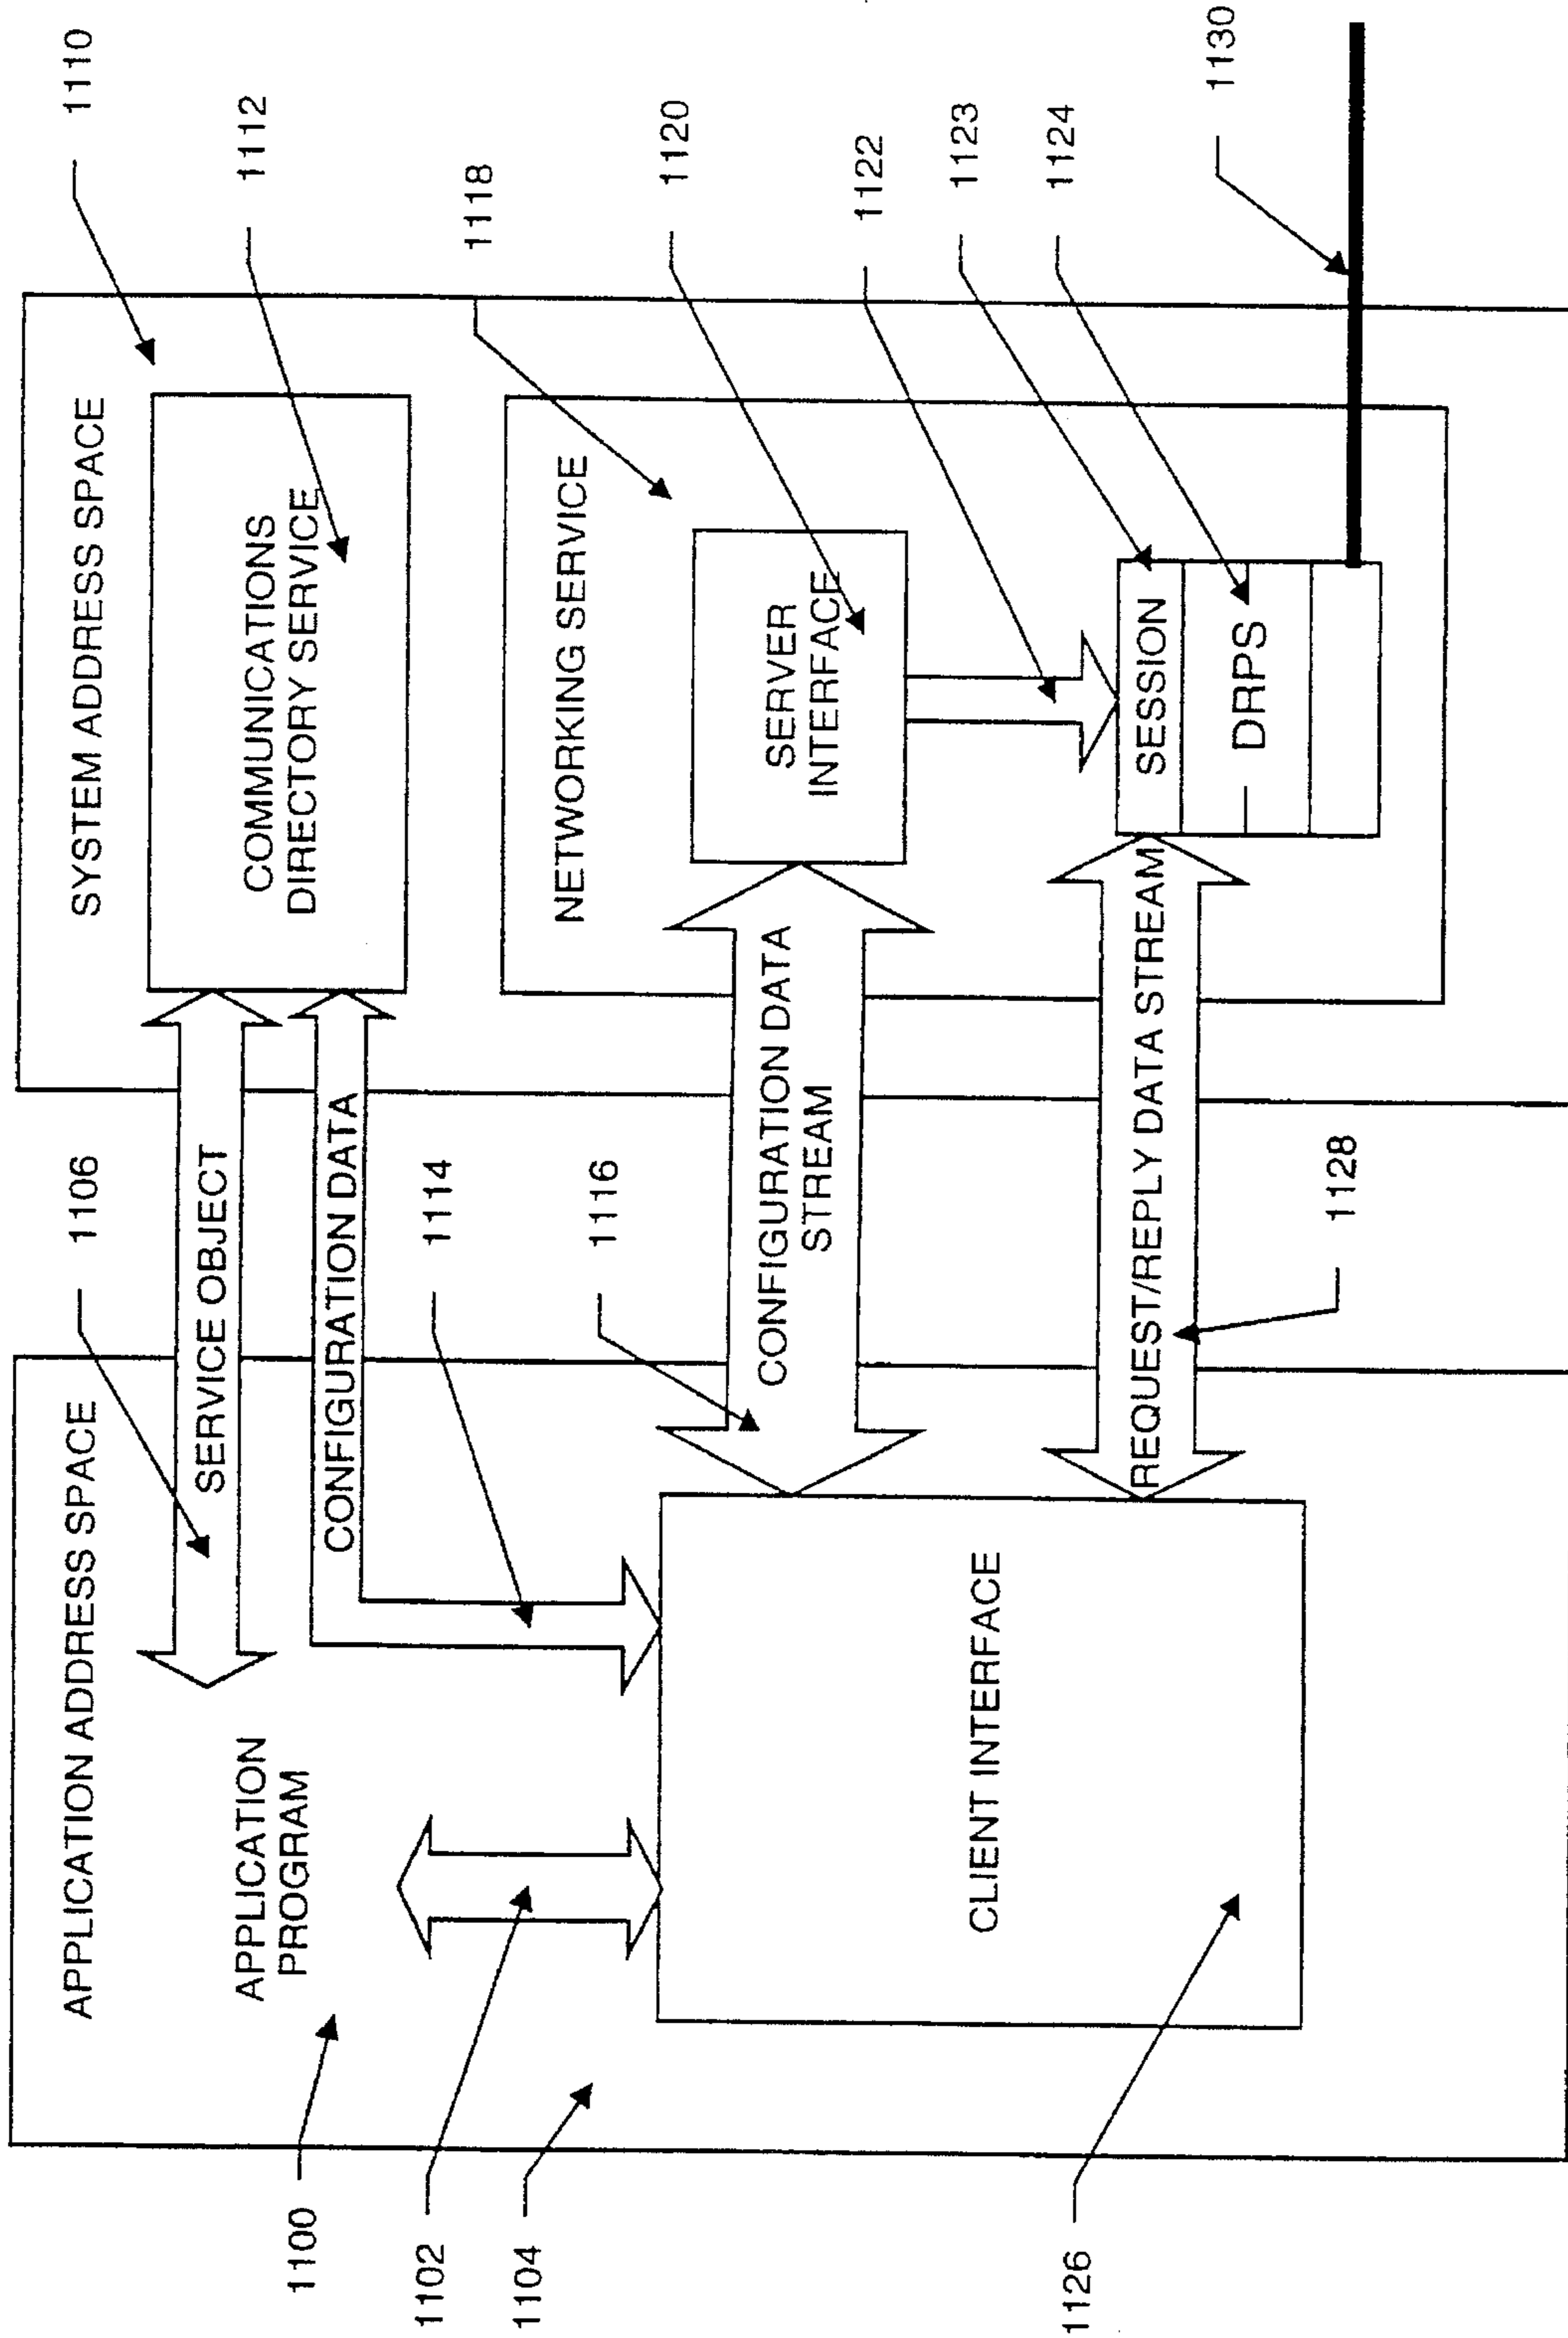 APPLICATION ADDRESS SPACE
APPLICATION
PROGRAM
1100
1102
1104
1126
CLIENT INTERFACE
1106
SERVICE OBJECT
CONFIGURATION DATA
1114
1116
CONFIGURATION DATA
STREAM
REQUEST/REPLY DATA STREAM
1128
SYSTEM ADDRESS SPACE
1110
COMMUNICATIONS
DIRECTORY SERVICE
1112
NETWORKING SERVICE
1118
SERVER
INTERFACE
1120
1122
SESSION
1123
DRPS
1124
1130